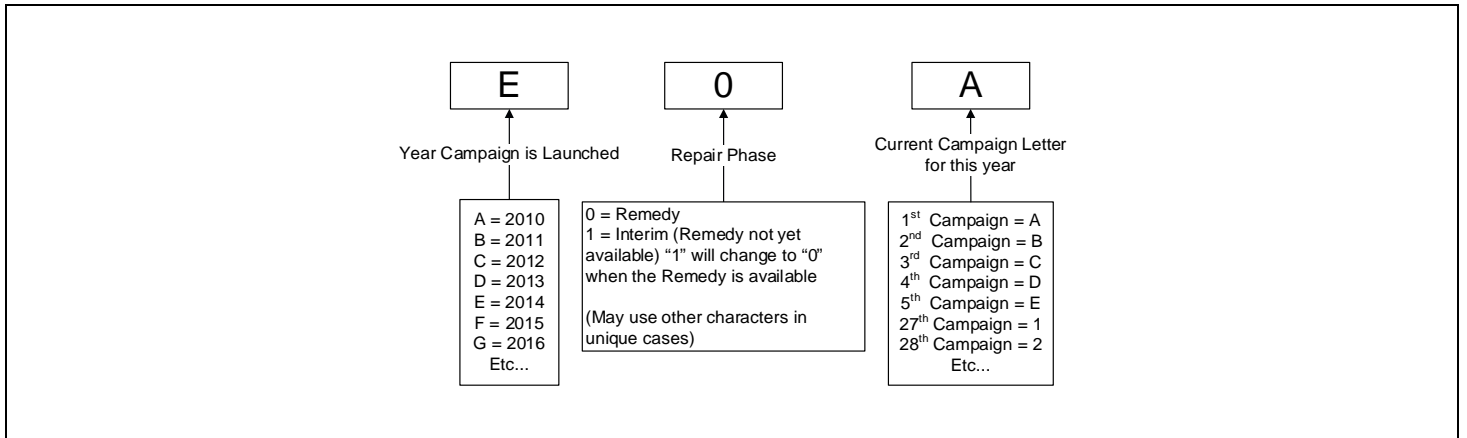 E
0
A
Year Campaign is Launched
Repair Phase
Current Campaign Letter
for this year
A = 2010
B = 2011
C = 2012
D = 2013
E = 2014
F = 2015
G = 2016
Etc...
0 = Remedy
1 = Interim (Remedy not yet
available) “1” will change to “0”
when the Remedy is available
(May use other characters in
unique cases)
1st Campaign = A
2nd Campaign = B
3rd Campaign = C
4th Campaign = D
5th Campaign = E
27th Campaign = 1
28th Campaign = 2
Etc...